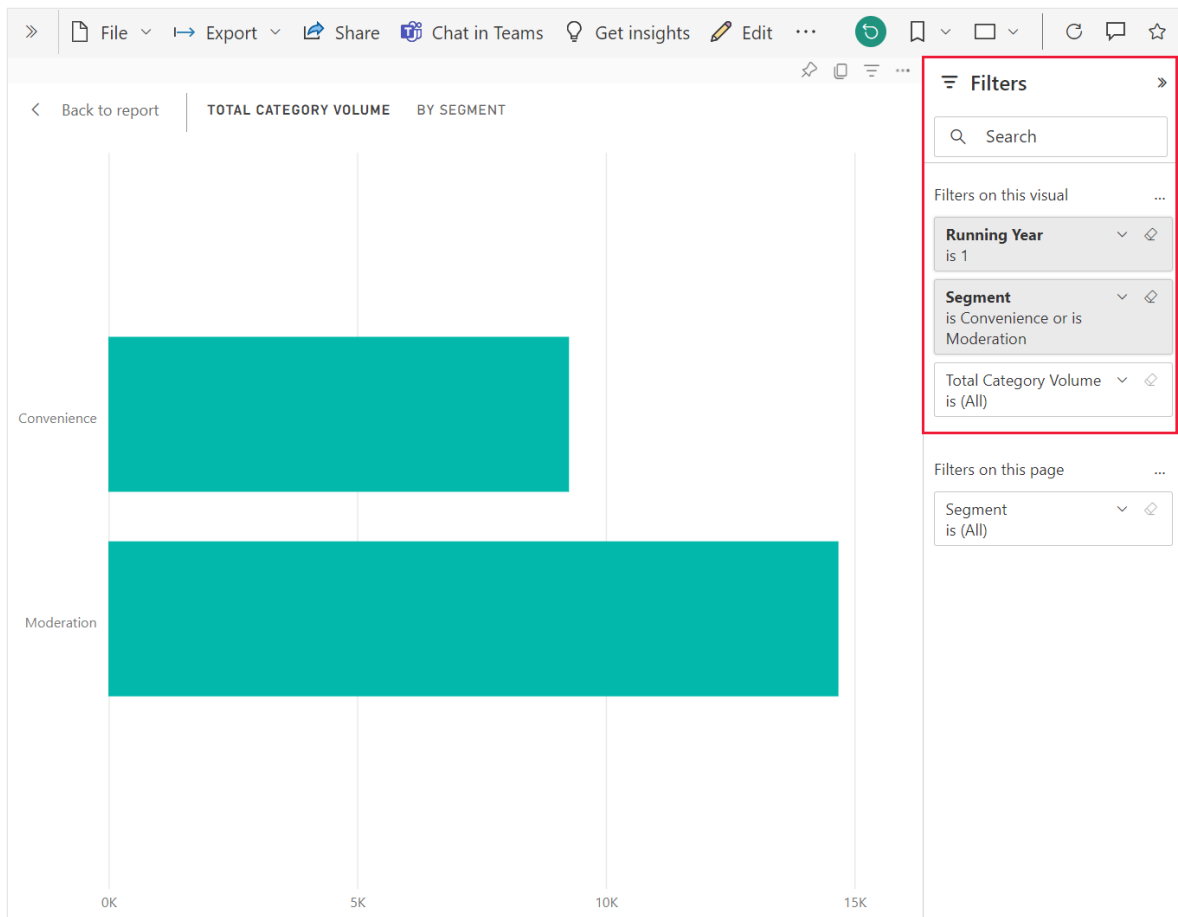 File Export Share Chat in Teams Get insights Edit ...
Back to report TOTAL CATEGORY VOLUME BY SEGMENT
Convenience
Moderation
0K 5K 10K 15K
Filters
Search
Filters on this visual ...
Running Year
is 1
Segment
is Convenience or is
Moderation
Total Category Volume
is (All)
Filters on this page ...
Segment
is (All)